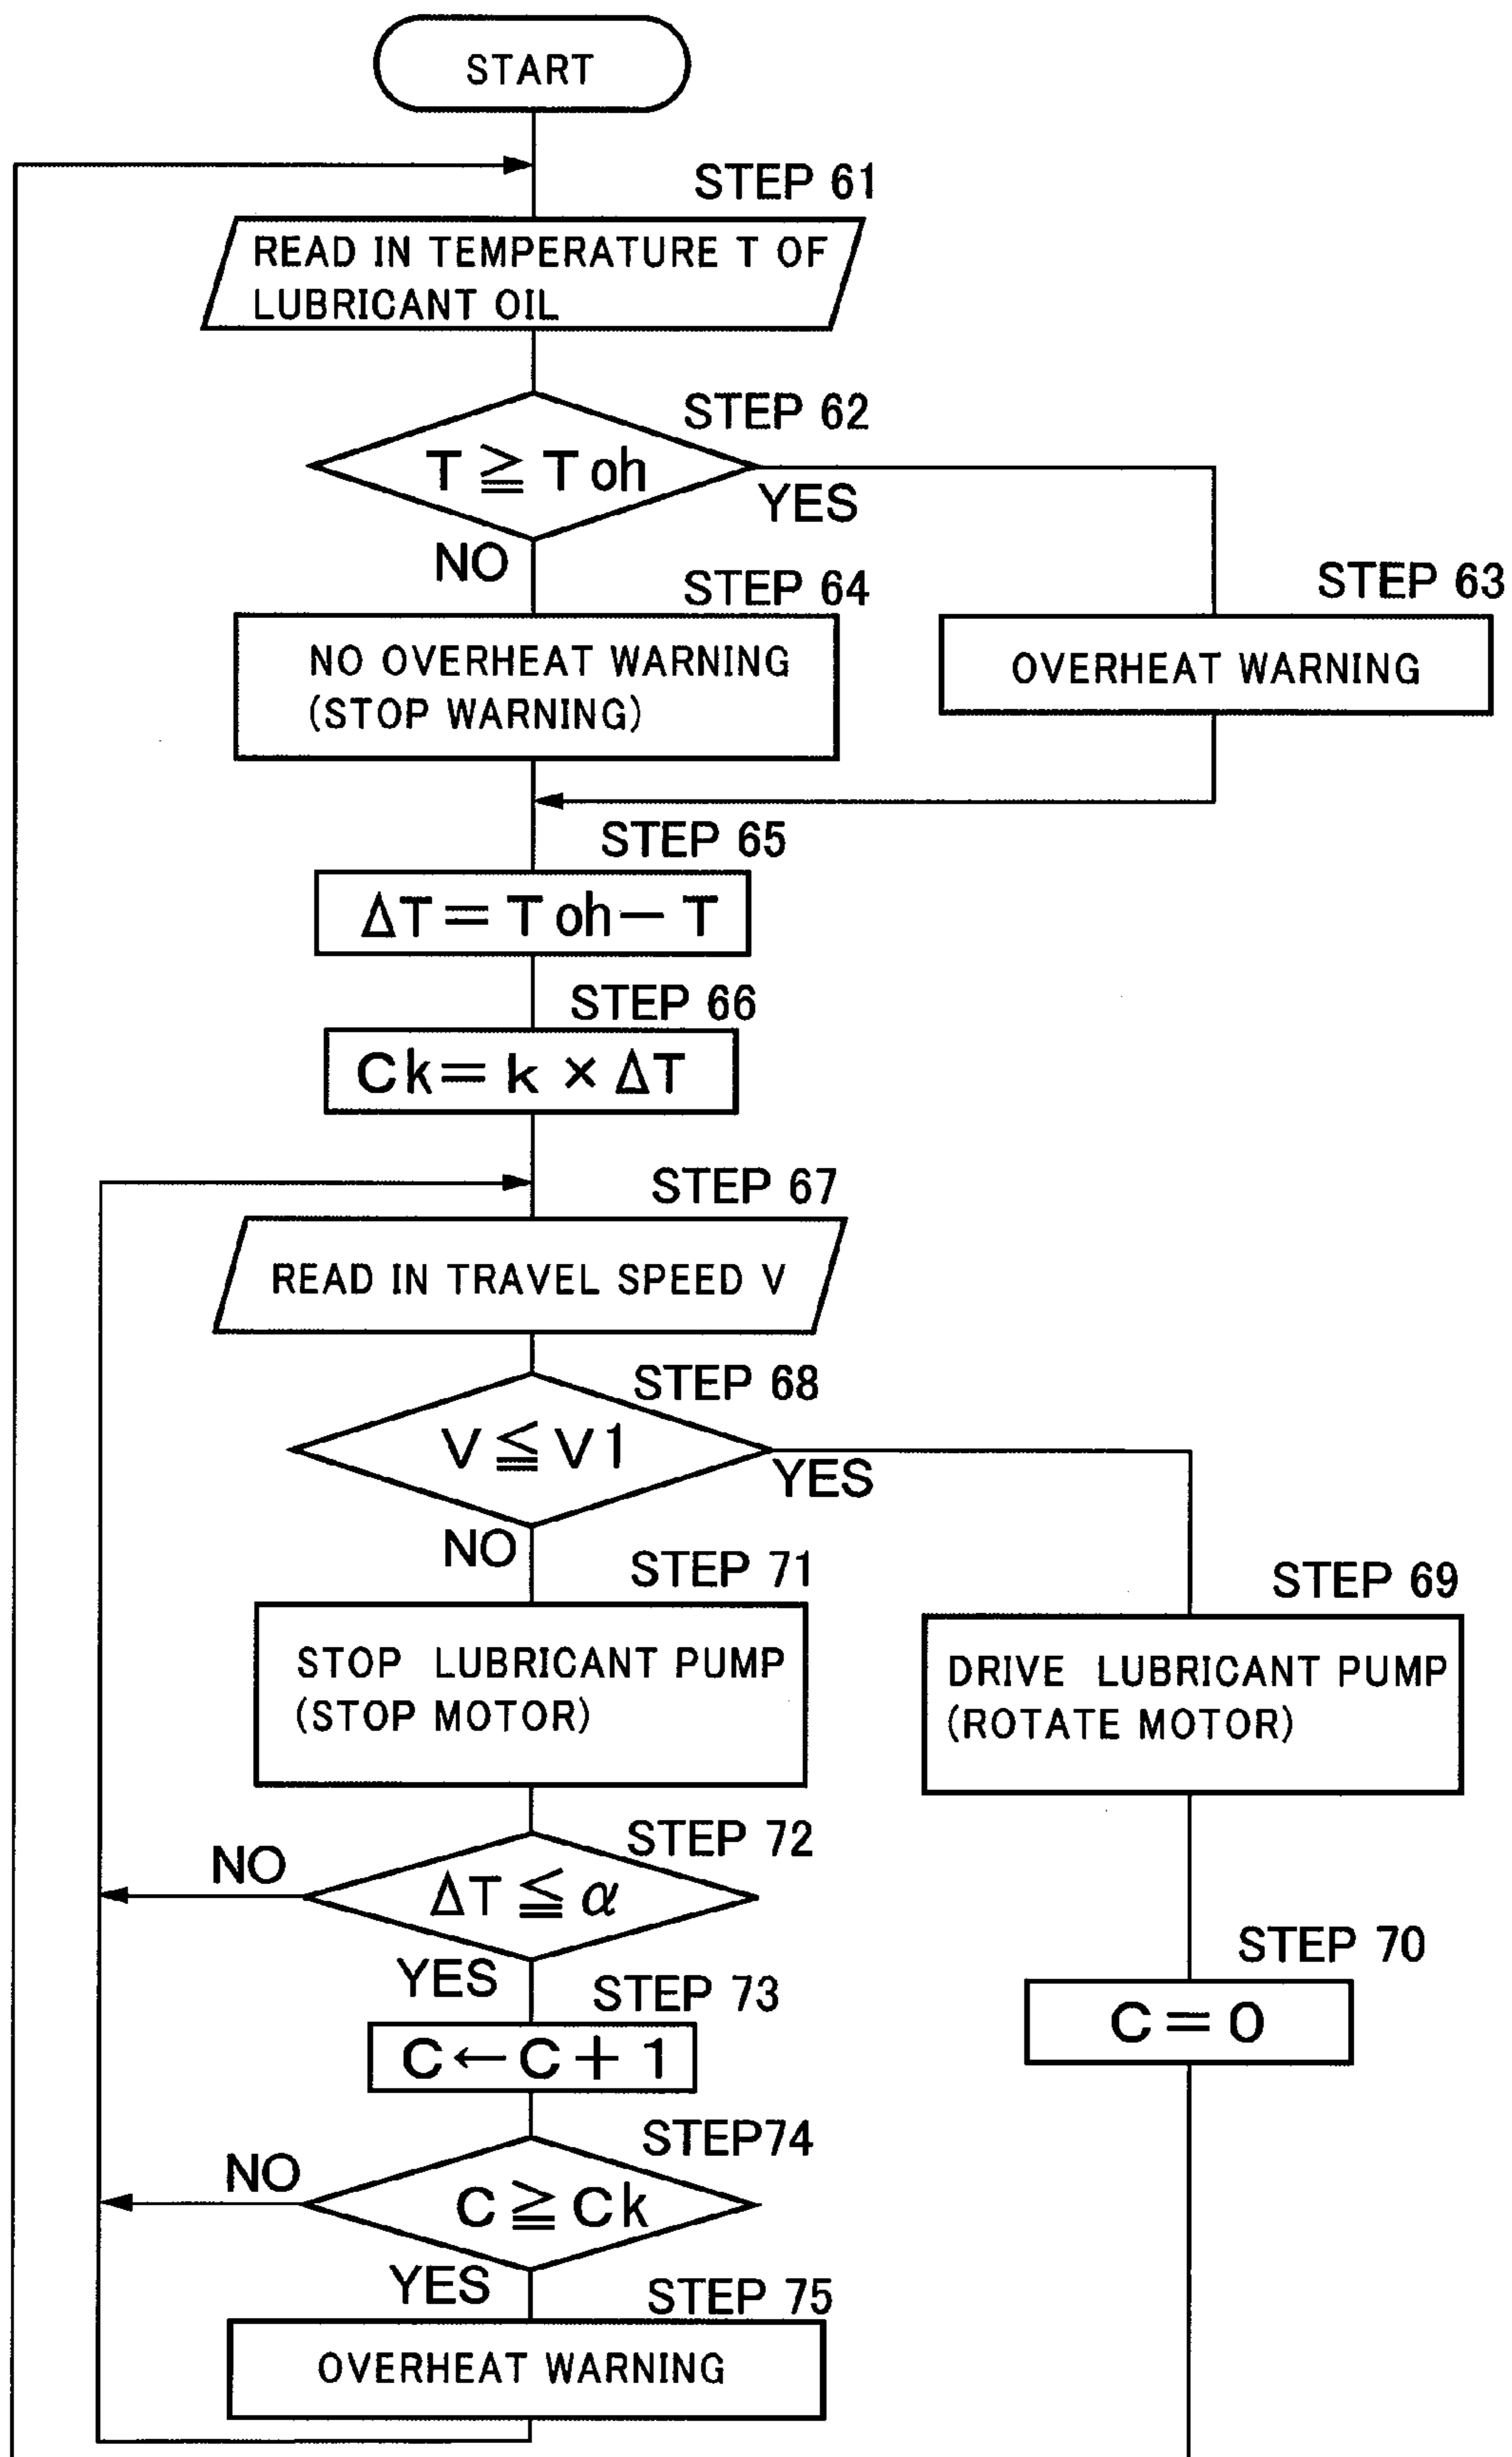 START
STEP 61
READ IN TEMPERATURE T OF
LUBRICANT OIL
STEP 62
T ≧ Toh
YES
NO
STEP 64
NO OVERHEAT WARNING
(STOP WARNING)
STEP 63
OVERHEAT WARNING
STEP 65
ΔT = Toh − T
STEP 66
Ck = k × ΔT
STEP 67
READ IN TRAVEL SPEED V
STEP 68
V ≦ V1
YES
NO
STEP 71
STOP LUBRICANT PUMP
(STOP MOTOR)
STEP 69
DRIVE LUBRICANT PUMP
(ROTATE MOTOR)
STEP 72
NO
ΔT ≦ α
YES
STEP 70
C = 0
STEP 73
C ← C + 1
STEP74
NO
C ≧ Ck
YES
STEP 75
OVERHEAT WARNING